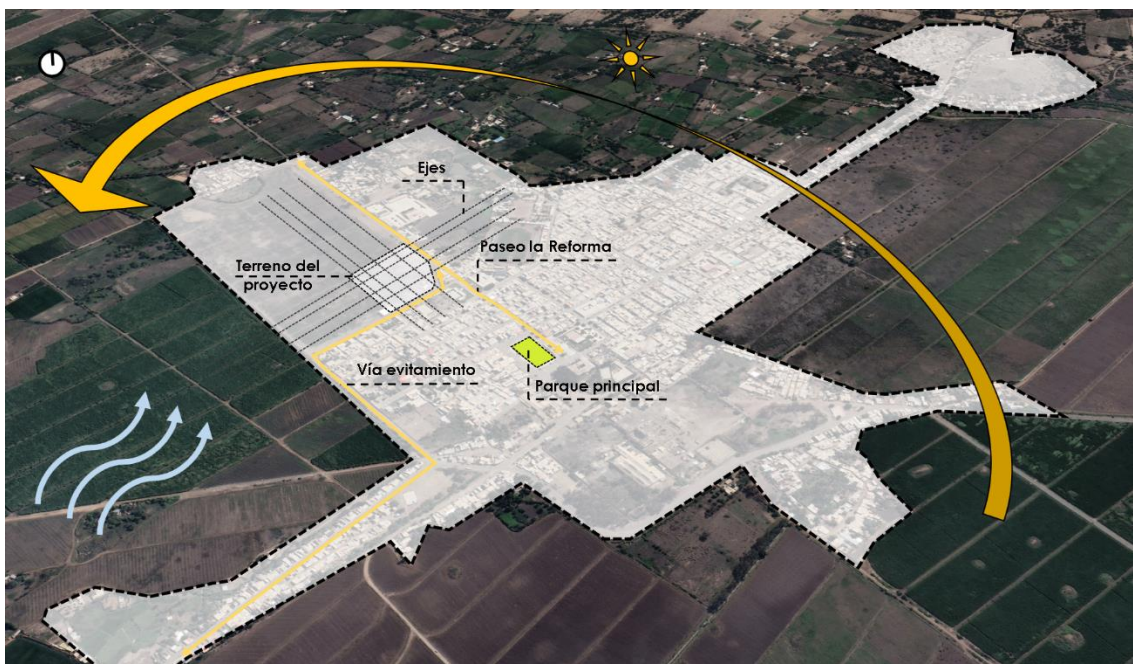 Ejes
Paseo la Reforma
Terreno del
proyecto
Vía evitamiento
Parque principal